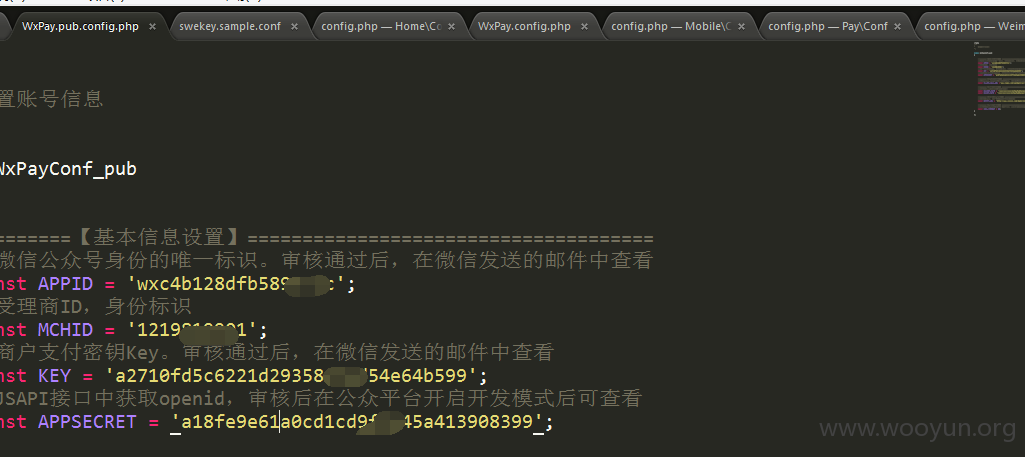 WxPay.pub.config.php × swekey.sample.conf × config.php — Home\Co × WxPay.config.php × config.php — Mobile\C × config.php — Pay\Conf × config.php — Weim
置账号信息
WxPayConf_pub
=======【基本信息设置】=====================================
微信公众号身份的唯一标识。审核通过后，在微信发送的邮件中查看
nst APPID = 'wxc4b128dfb589 c';
受理商ID，身份标识
nst MCHID = '1219 1';
商户支付密钥Key。审核通过后，在微信发送的邮件中查看
nst KEY = 'a2710fd5c6221d29358 54e64b599';
JSAPI接口中获取openid，审核后在公众平台开启开发模式后可查看
nst APPSECRET = 'a18fe9e61a0cd1cd9 45a413908399';
www.wooyun.org